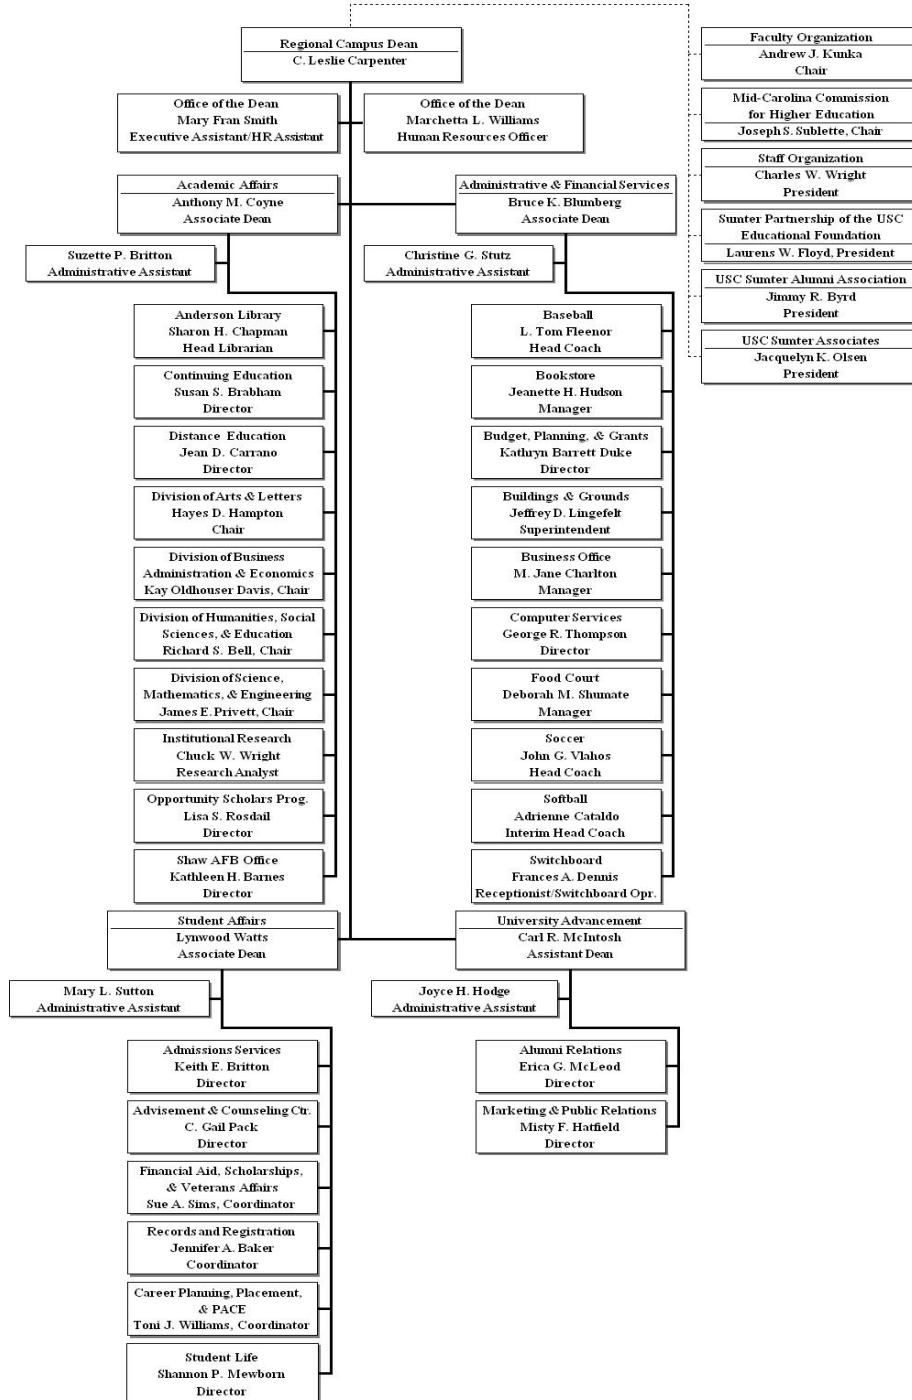 Regional Campus Dean
C. Leslie Carpenter
Office of the Dean
Mary Fran Smith
Executive Assistant/HR Assistant
Office of the Dean
Marchetta L. Williams
Human Resources Officer
Academic Affairs
Anthony M. Coyne
Associate Dean
Administrative & Financial Services
Bruce K. Blumberg
Associate Dean
Suzette P. Britton
Administrative Assistant
Christine G. Stutz
Administrative Assistant
Anderson Library
Sharon H. Chapman
Head Librarian
Continuing Education
Susan S. Brabham
Director
Distance Education
Jean D. Carrano
Director
Division of Arts & Letters
Hayes D. Hampton
Chair
Division of Business
Administration & Economics
Kay Oldhouser Davis, Chair
Division of Humanities, Social
Sciences, & Education
Richard S. Bell, Chair
Division of Science,
Mathematics, & Engineering
James E. Privett, Chair
Institutional Research
Chuck W. Wright
Research Analyst
Opportunity Scholars Prog.
Lisa S. Rosdail
Director
Shaw AFB Office
Kathleen H. Barnes
Director
Baseball
L. Tom Fleenor
Head Coach
Bookstore
Jeanette H. Hudson
Manager
Budget, Planning, & Grants
Kathryn Barrett Duke
Director
Buildings & Grounds
Jeffrey D. Lingefelt
Superintendent
Business Office
M. Jane Charlton
Manager
Computer Services
George R. Thompson
Director
Food Court
Deborah M. Shumate
Manager
Soccer
John G. Vlahos
Head Coach
Softball
Adrienne Cataldo
Interim Head Coach
Switchboard
Frances A. Dennis
Receptionist/Switchboard Opr.
Student Affairs
Lynwood Watts
Associate Dean
University Advancement
Carl R. McIntosh
Assistant Dean
Mary L. Sutton
Administrative Assistant
Joyce H. Hodge
Administrative Assistant
Admissions Services
Keith E. Britton
Director
Advisement & Counseling Ctr.
C. Gail Pack
Director
Financial Aid, Scholarships,
& Veterans Affairs
Sue A. Sims, Coordinator
Records and Registration
Jennifer A. Baker
Coordinator
Career Planning, Placement,
& PACE
Toni J. Williams, Coordinator
Student Life
Shannon P. Mewborn
Director
Alumni Relations
Erica G. McLeod
Director
Marketing & Public Relations
Misty F. Hatfield
Director
Faculty Organization
Andrew J. Kunka
Chair
Mid-Carolina Commission
for Higher Education
Joseph S. Sublette, Chair
Staff Organization
Charles W. Wright
President
Sumter Partnership of the USC
Educational Foundation
Laurens W. Floyd, President
USC Sumter Alumni Association
Jimmy R. Byrd
President
USC Sumter Associates
Jacquelyn K. Olsen
President